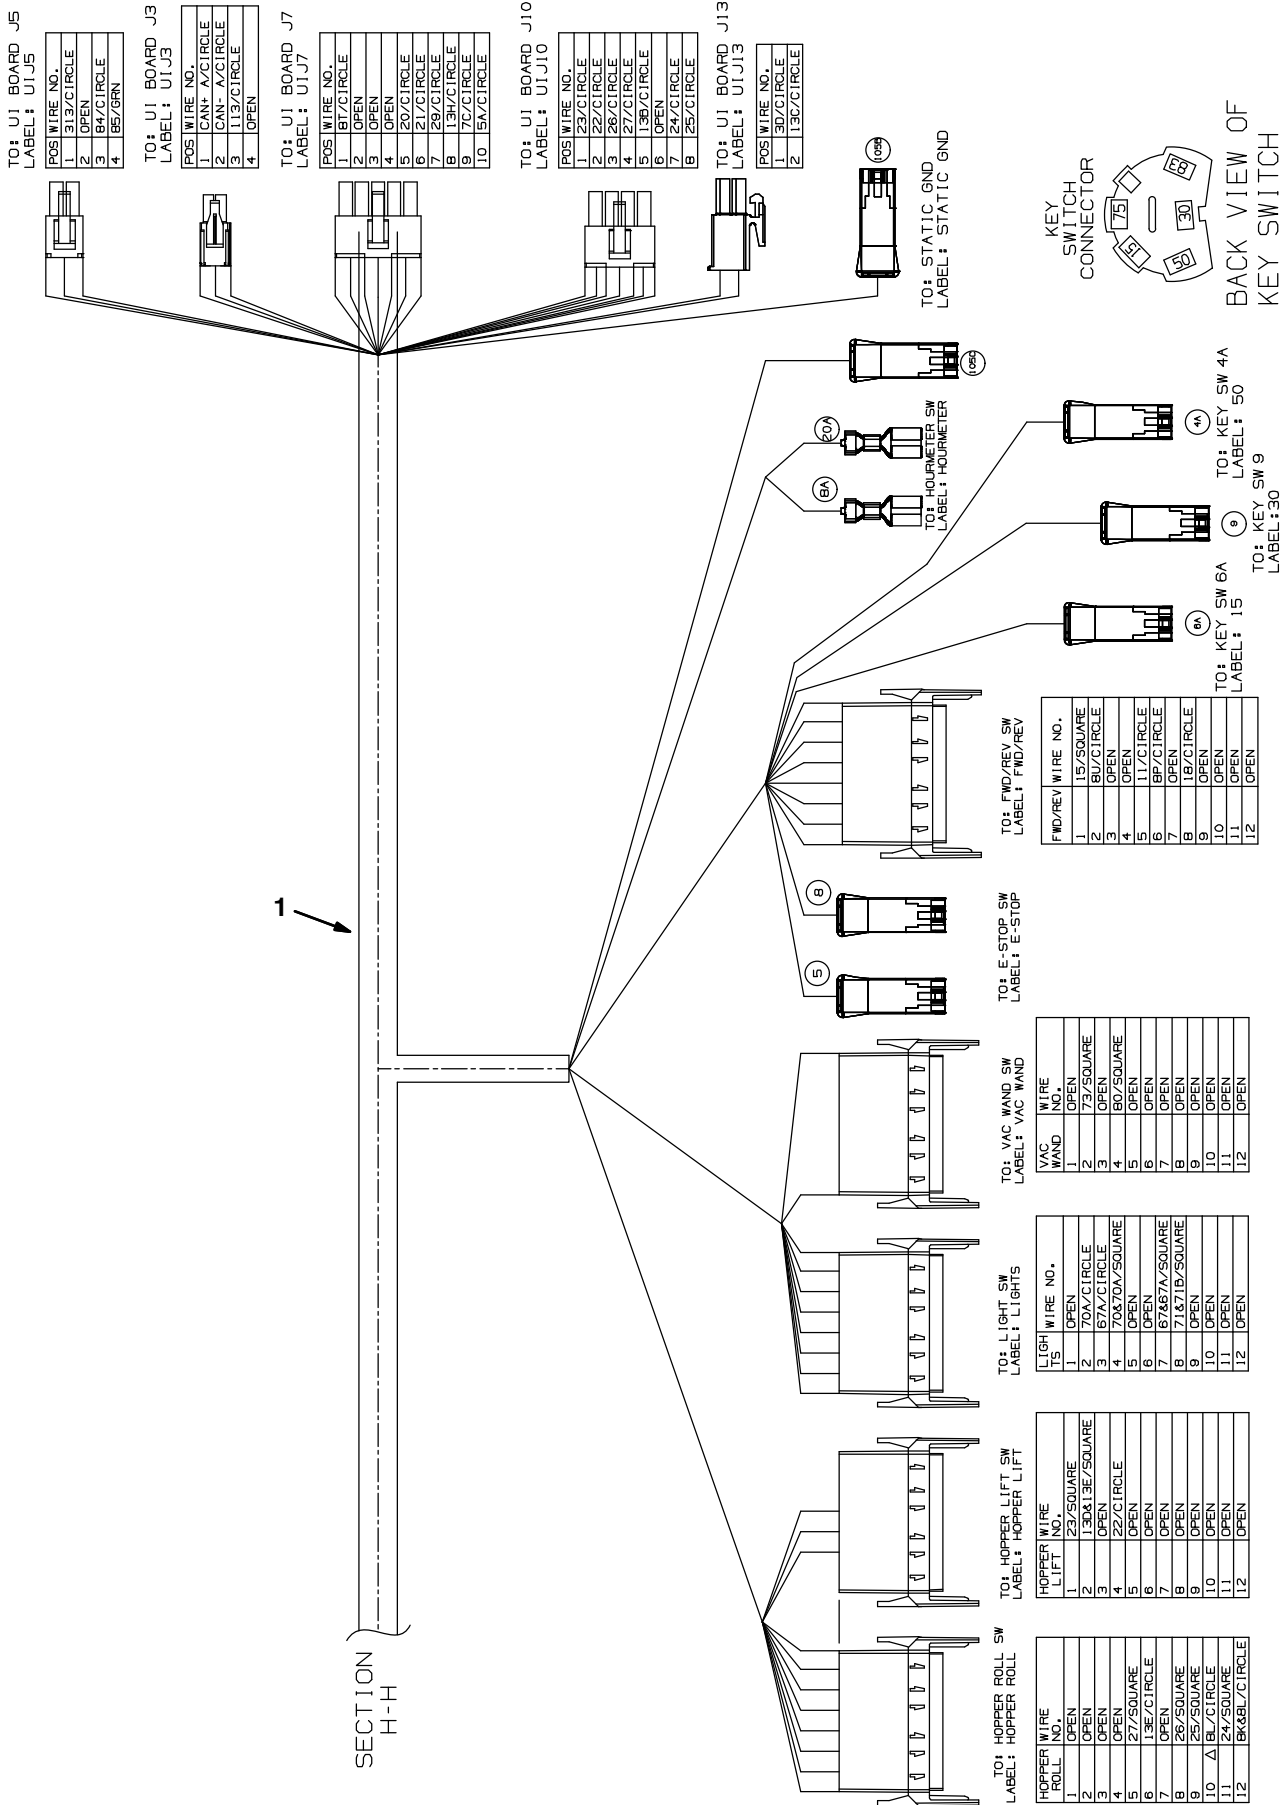 TO: UI BOARD J5
LABEL: UIJ5
POS WIRE NO.
1 313/CIRCLE
2 OPEN
3 84/CIRCLE
4 85/GRN
TO: UI BOARD J3
LABEL: UIJ3
POS WIRE NO.
1 CAN+ A/CIRCLE
2 CAN- A/CIRCLE
3 113/CIRCLE
4 OPEN
TO: UI BOARD J7
LABEL: UIJ7
POS WIRE NO.
1 8T/CIRCLE
2 OPEN
3 OPEN
4 OPEN
5 20/CIRCLE
6 21/CIRCLE
7 29/CIRCLE
8 13H/CIRCLE
9 7C/CIRCLE
10 5A/CIRCLE
TO: UI BOARD J10
LABEL: UIJ10
POS WIRE NO.
1 23/CIRCLE
2 22/CIRCLE
3 26/CIRCLE
4 27/CIRCLE
5 13B/CIRCLE
6 OPEN
7 24/CIRCLE
8 25/CIRCLE
TO: UI BOARD J13
LABEL: UIJ13
POS WIRE NO.
1 3D/CIRCLE
2 13C/CIRCLE
105B
TO: STATIC GND
LABEL: STATIC GND
KEY
SWITCH
CONNECTOR
15
75
83
30
50
BACK VIEW OF
KEY SWITCH
105C
20A
8A
TO: HOURMETER SW
LABEL: HOURMETER
4A
TO: KEY SW 4A
LABEL: 50
9
TO: KEY SW 9
LABEL:30
6A
TO: KEY SW 6A
LABEL: 15
TO: FWD/REV SW
LABEL: FWD/REV
FWD/REV WIRE NO.
1 15/SQUARE
2 8U/CIRCLE
3 OPEN
4 OPEN
5 11/CIRCLE
6 8P/CIRCLE
7 OPEN
8 18/CIRCLE
9 OPEN
10 OPEN
11 OPEN
12 OPEN
1
8
5
TO: E-STOP SW
LABEL: E-STOP
TO: VAC WAND SW
LABEL: VAC WAND
VAC WIRE
WAND NO.
1 OPEN
2 73/SQUARE
3 OPEN
4 80/SQUARE
5 OPEN
6 OPEN
7 OPEN
8 OPEN
9 OPEN
10 OPEN
11 OPEN
12 OPEN
TO: LIGHT SW
LABEL: LIGHTS
LIGH WIRE NO.
TS
1 OPEN
2 70A/CIRCLE
3 67A/CIRCLE
4 70&70A/SQUARE
5 OPEN
6 OPEN
7 67&67A/SQUARE
8 71&71B/SQUARE
9 OPEN
10 OPEN
11 OPEN
12 OPEN
TO: HOPPER LIFT SW
LABEL: HOPPER LIFT
HOPPER WIRE
LIFT NO.
1 23/SQUARE
2 13D&13E/SQUARE
3 OPEN
4 22/CIRCLE
5 OPEN
6 OPEN
7 OPEN
8 OPEN
9 OPEN
10 OPEN
11 OPEN
12 OPEN
SECTION
H-H
TO: HOPPER ROLL SW
LABEL: HOPPER ROLL
HOPPER WIRE
ROLL NO.
1 OPEN
2 OPEN
3 OPEN
4 OPEN
5 27/SQUARE
6 13E/CIRCLE
7 OPEN
8 26/SQUARE
9 25/SQUARE
10 △ 8L/CIRCLE
11 24/SQUARE
12 8K&8L/CIRCLE